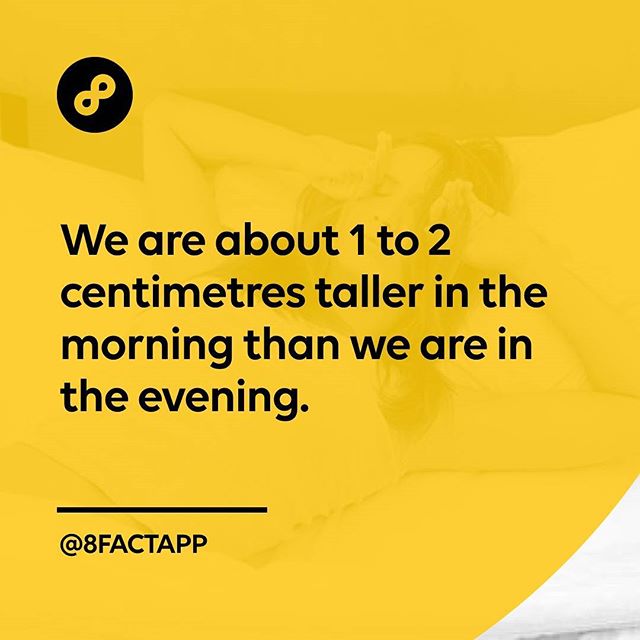 We are about 1 to 2
centimetres taller in the
morning than we are in
the evening.
@8FACTAPP